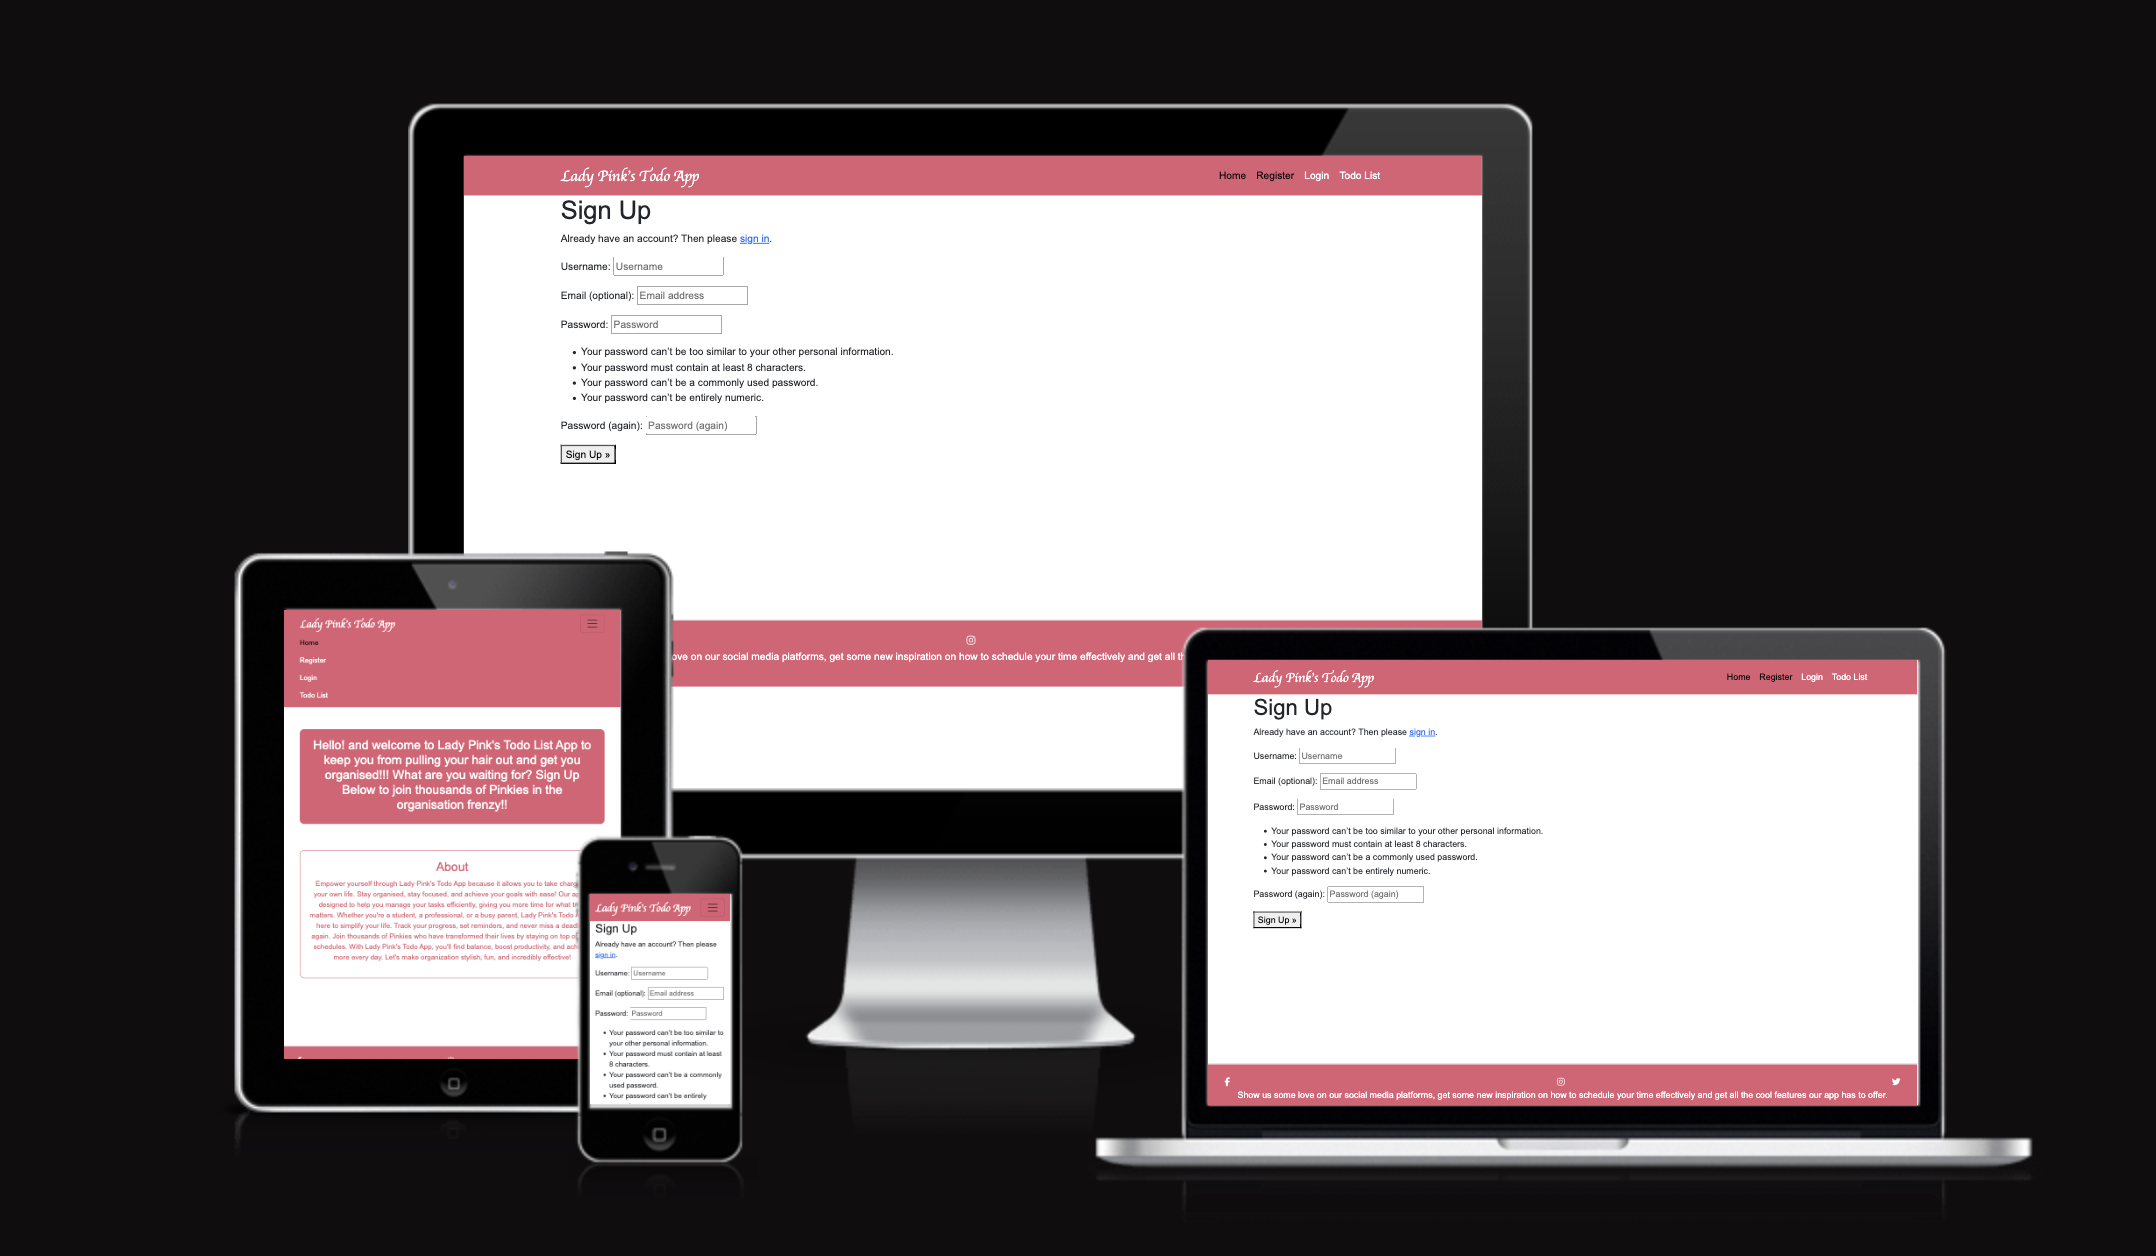 Lady Pink's Todo App
Home Register Login Todo List
Sign Up
Already have an account? Then please sign in.
Username: Username
Email (optional): Email address
Password: Password
Your password can't be too similar to your other personal information.
Your password must contain at least 8 characters.
Your password can't be a commonly used password.
Your password can't be entirely numeric.
Password (again): Password (again)
Sign Up »
love on our social media platforms, get some new inspiration on how to schedule your time effectively and get all
Lady Pink's Todo App
Home
Register
Login
Todo List
Hello! and welcome to Lady Pink's Todo List App to
keep you from pulling your hair out and get you
organised!!! What are you waiting for? Sign Up
Below to join thousands of Pinkies in the
organisation frenzy!!
About
Empower yourself through Lady Pink's Todo App because it allows you to take
your own life. Stay organised, stay focused, and achieve your goals with ease! Our
designed to help you manage your tasks efficiently, giving you more time for what
matters. Whether you're a student, a professional, or a busy parent, Lady Pink's Todo
here to simplify your life. Track your progress, set reminders, and never miss a
again. Join thousands of Pinkies who have transformed their lives by staying on top
schedules. With Lady Pink's Todo App, you'll find balance, boost productivity, and
more every day. Let's make organization stylish, fun, and incredibly effective!
Lady Pink's Todo App
Sign Up
Already have an account? Then please
sign in.
Username: Username
Email (optional): Email address
Password: Password
Your password can't be too similar to
your other personal information.
Your password must contain at least
8 characters.
Your password can't be a commonly
used password.
Your password can't be entirely
Lady Pink's Todo App
Home Register Login Todo List
Sign Up
Already have an account? Then please sign in.
Username: Username
Email (optional): Email address
Password: Password
Your password can't be too similar to your other personal information.
Your password must contain at least 8 characters.
Your password can't be a commonly used password.
Your password can't be entirely numeric.
Password (again): Password (again)
Sign Up »
Show us some love on our social media platforms, get some new inspiration on how to schedule your time effectively and get all the cool features our app has to offer.